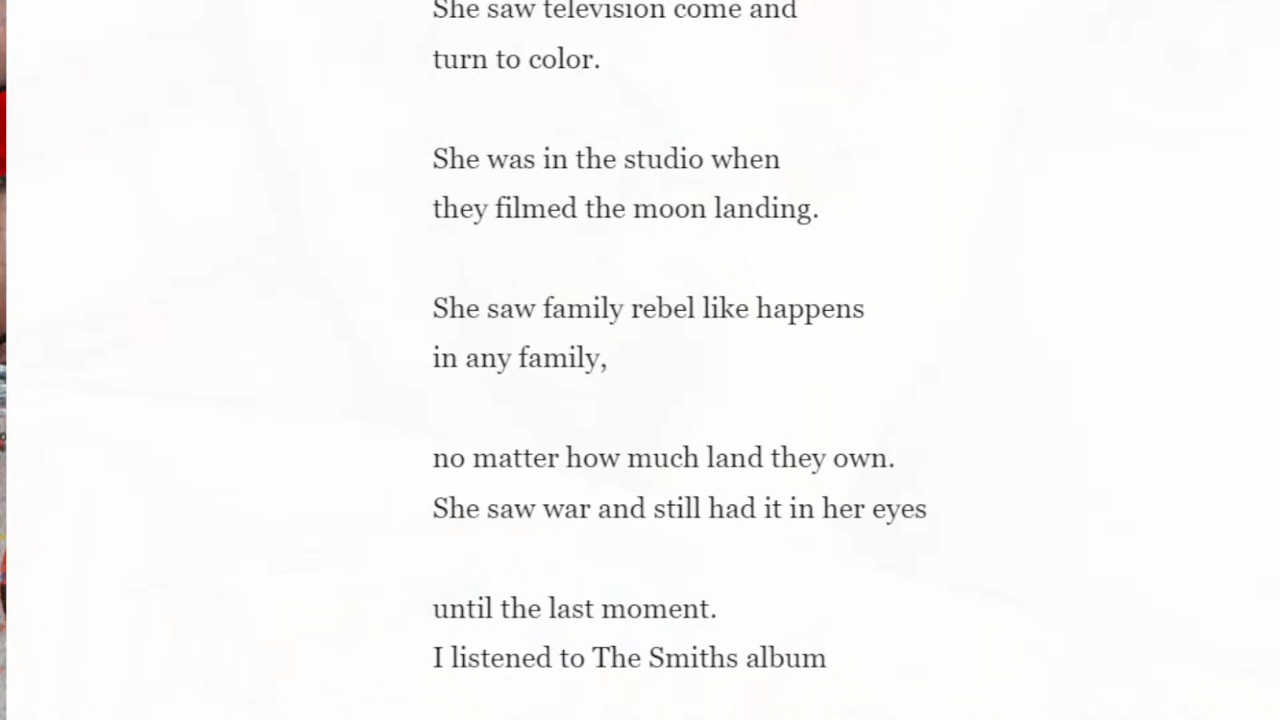 She saw television come and
turn to color.
She was in the studio when
they filmed the moon landing.
She saw family rebel like happens
in any family,
no matter how much land they own.
She saw war and still had it in her eyes
until the last moment.
I listened to The Smiths album